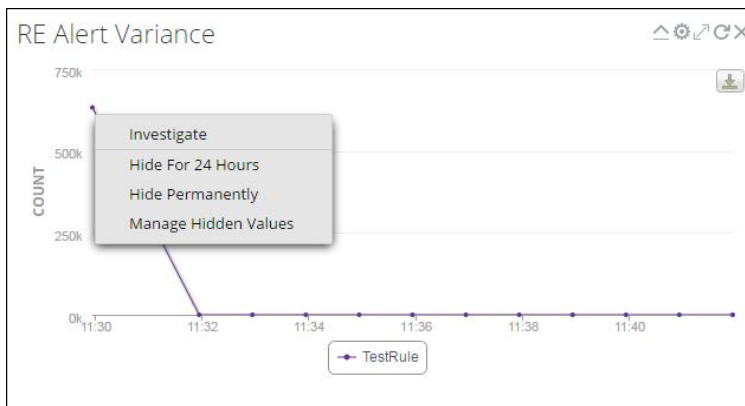 RE Alert Variance
750k
Investigate
500k
Hide For 24 Hours
Hide Permanently
COUNT
Manage Hidden Values
250k
0k
11:30 11:32 11:34 11:36 11:38 11:40
TestRule